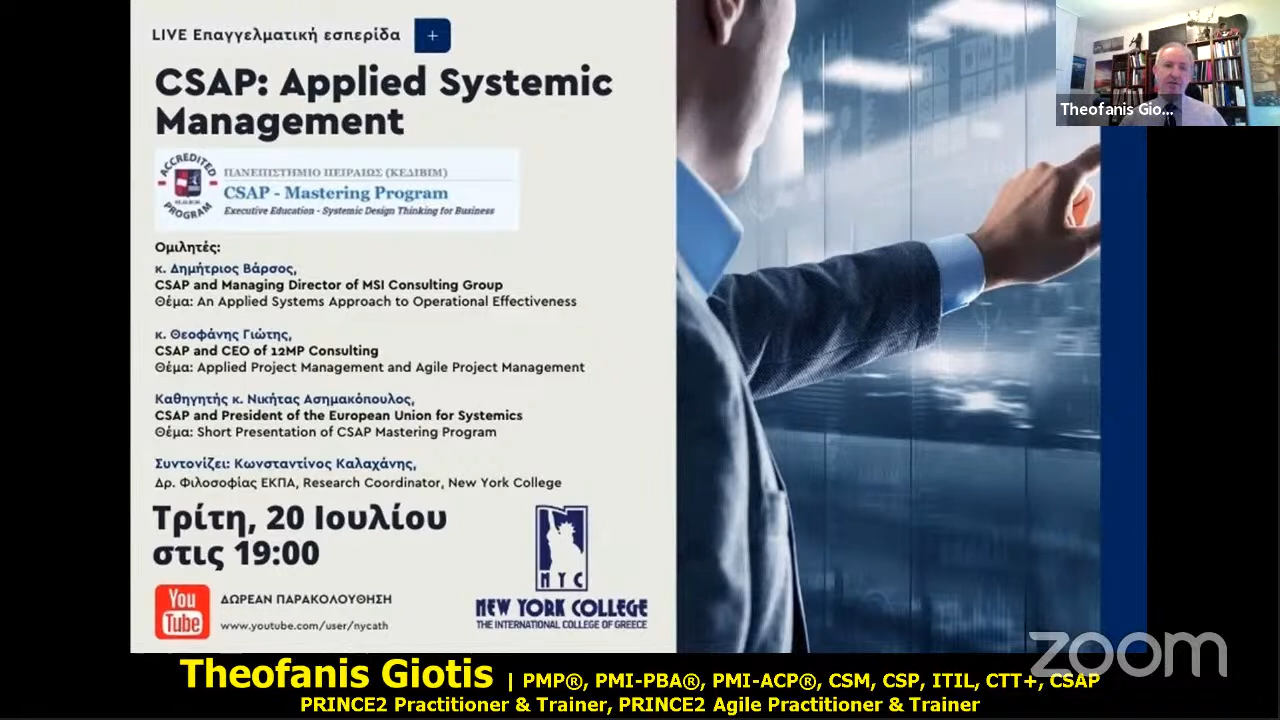 LIVE Επαγγελματική εσπερίδα +
CSAP: Applied Systemic
Management
ACCREDITED
PROGRAM
ΠΑΝΕΠΙΣΤΗΜΙΟ ΠΕΙΡΑΙΩΣ (ΚΕΔΙΒΙΜ)
CSAP - Mastering Program
Executive Education - Systemic Design Thinking for Business
Ομιλητές:
κ. Δημήτριος Βάρσος,
CSAP and Managing Director of MSI Consulting Group
Θέμα: An Applied Systems Approach to Operational Effectiveness
κ. Θεοφάνης Γιώτης,
CSAP and CEO of 12MP Consulting
Θέμα: Applied Project Management and Agile Project Management
Καθηγητής κ. Νικήτας Ασημακόπουλος,
CSAP and President of the European Union for Systemics
Θέμα: Short Presentation of CSAP Mastering Program
Συντονίζει: Κωνσταντίνος Καλαχάνης,
Δρ. Φιλοσοφίας ΕΚΠΑ, Research Coordinator, New York College
Τρίτη, 20 Ιουλίου
στις 19:00
You
Tube
ΔΩΡΕΑΝ ΠΑΡΑΚΟΛΟΥΘΗΣΗ
www.youtube.com/user/nycath
NYC
NEW YORK COLLEGE
THE INTERNATIONAL COLLEGE OF GREECE
Theofanis Gio...
zoom
Theofanis Giotis | PMP®, PMI-PBA®, PMI-ACP®, CSM, CSP, ITIL, CTT+, CSAP
PRINCE2 Practitioner & Trainer, PRINCE2 Agile Practitioner & Trainer